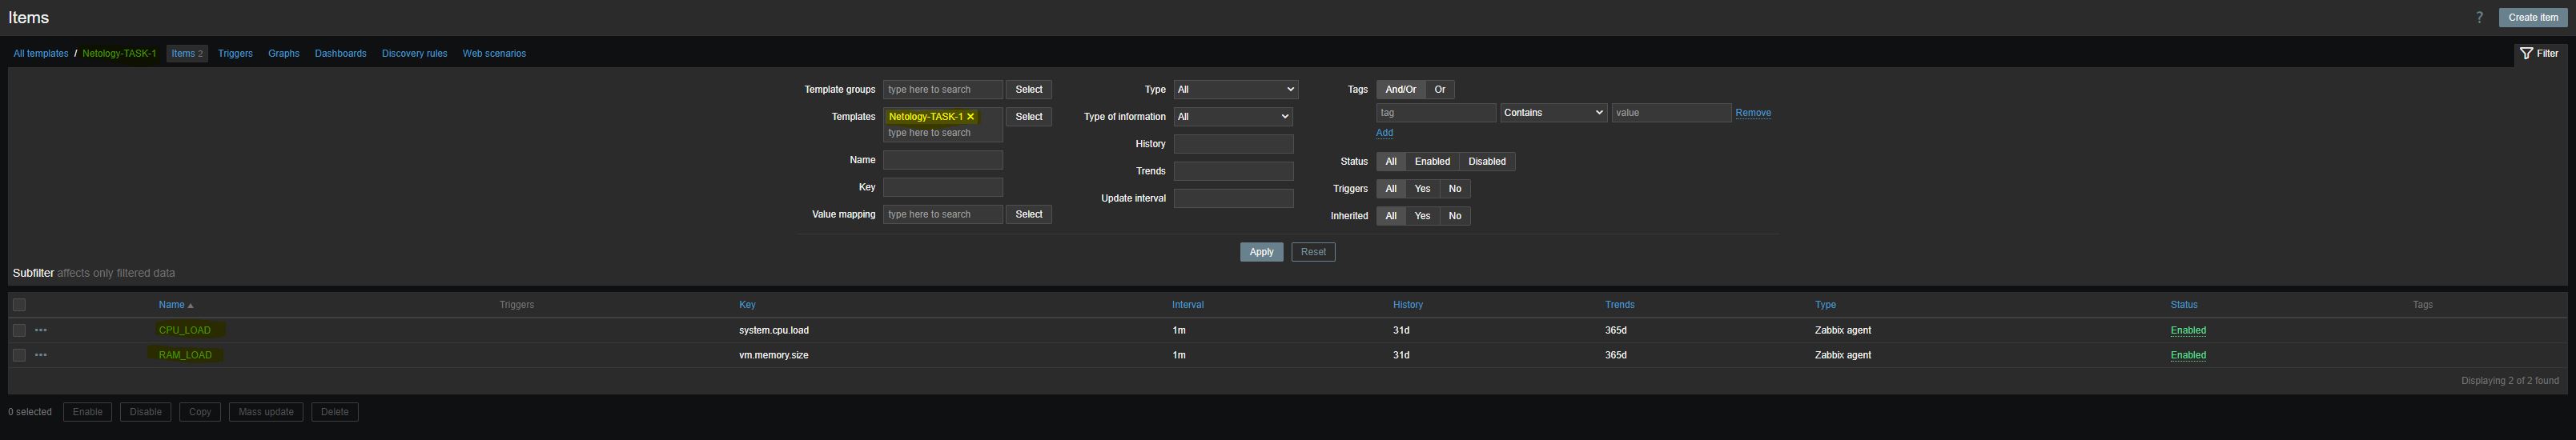 Items
? Create item
All templates / Netology-TASK-1 Items 2 Triggers Graphs Dashboards Discovery rules Web scenarios
Filter
Template groups type here to search Select
Templates Netology-TASK-1 × Select
type here to search
Name
Key
Value mapping type here to search Select
Type All
Type of information All
History
Trends
Update interval
Tags And/Or Or
tag Contains value Remove
Add
Status All Enabled Disabled
Triggers All Yes No
Inherited All Yes No
Apply Reset
Subfilter affects only filtered data
Name Triggers Key Interval History Trends Type Status Tags
CPU_LOAD system.cpu.load 1m 31d 365d Zabbix agent Enabled
RAM_LOAD vm.memory.size 1m 31d 365d Zabbix agent Enabled
Displaying 2 of 2 found
0 selected Enable Disable Copy Mass update Delete